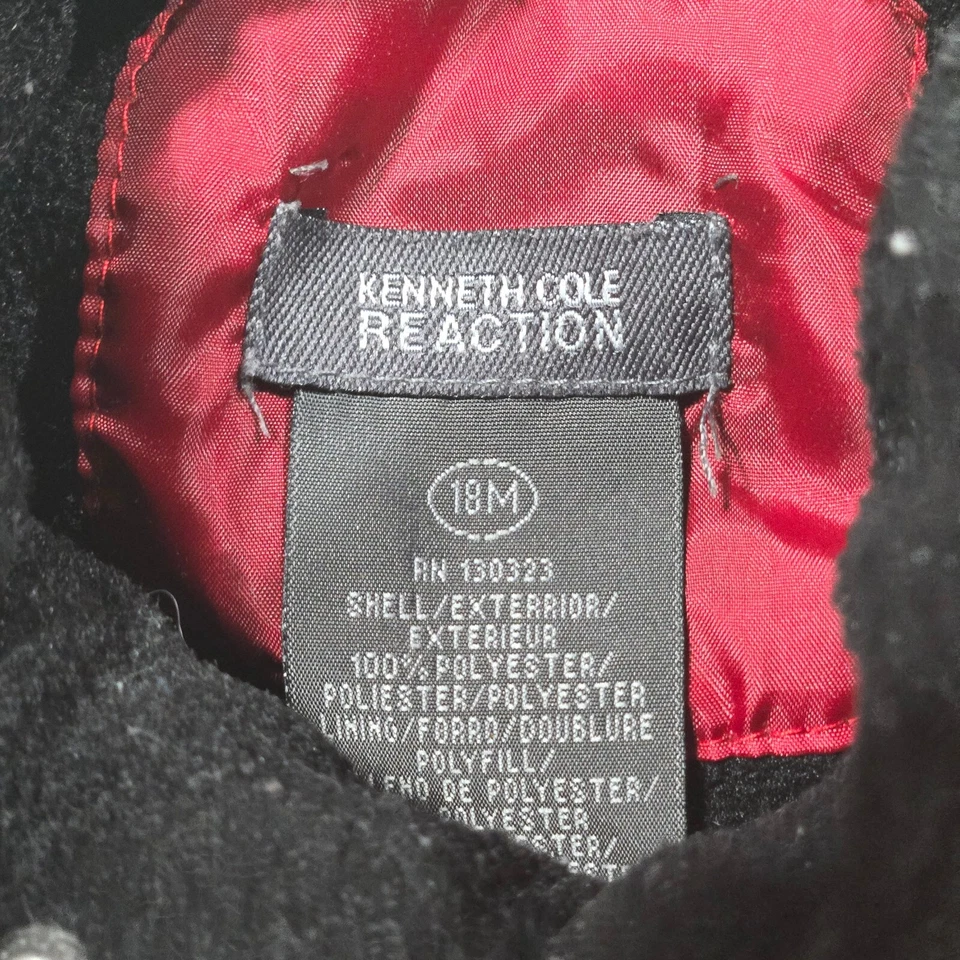 KENNETH COLE
REACTION
18M
RN 130323
SHELL/EXTERRIOR/
EXTERIEUR
100% POLYESTER/
POLIESTER/POLYESTER
LINING/FORRO/DOUBLURE
POLYFILL/
DE POLYESTER/